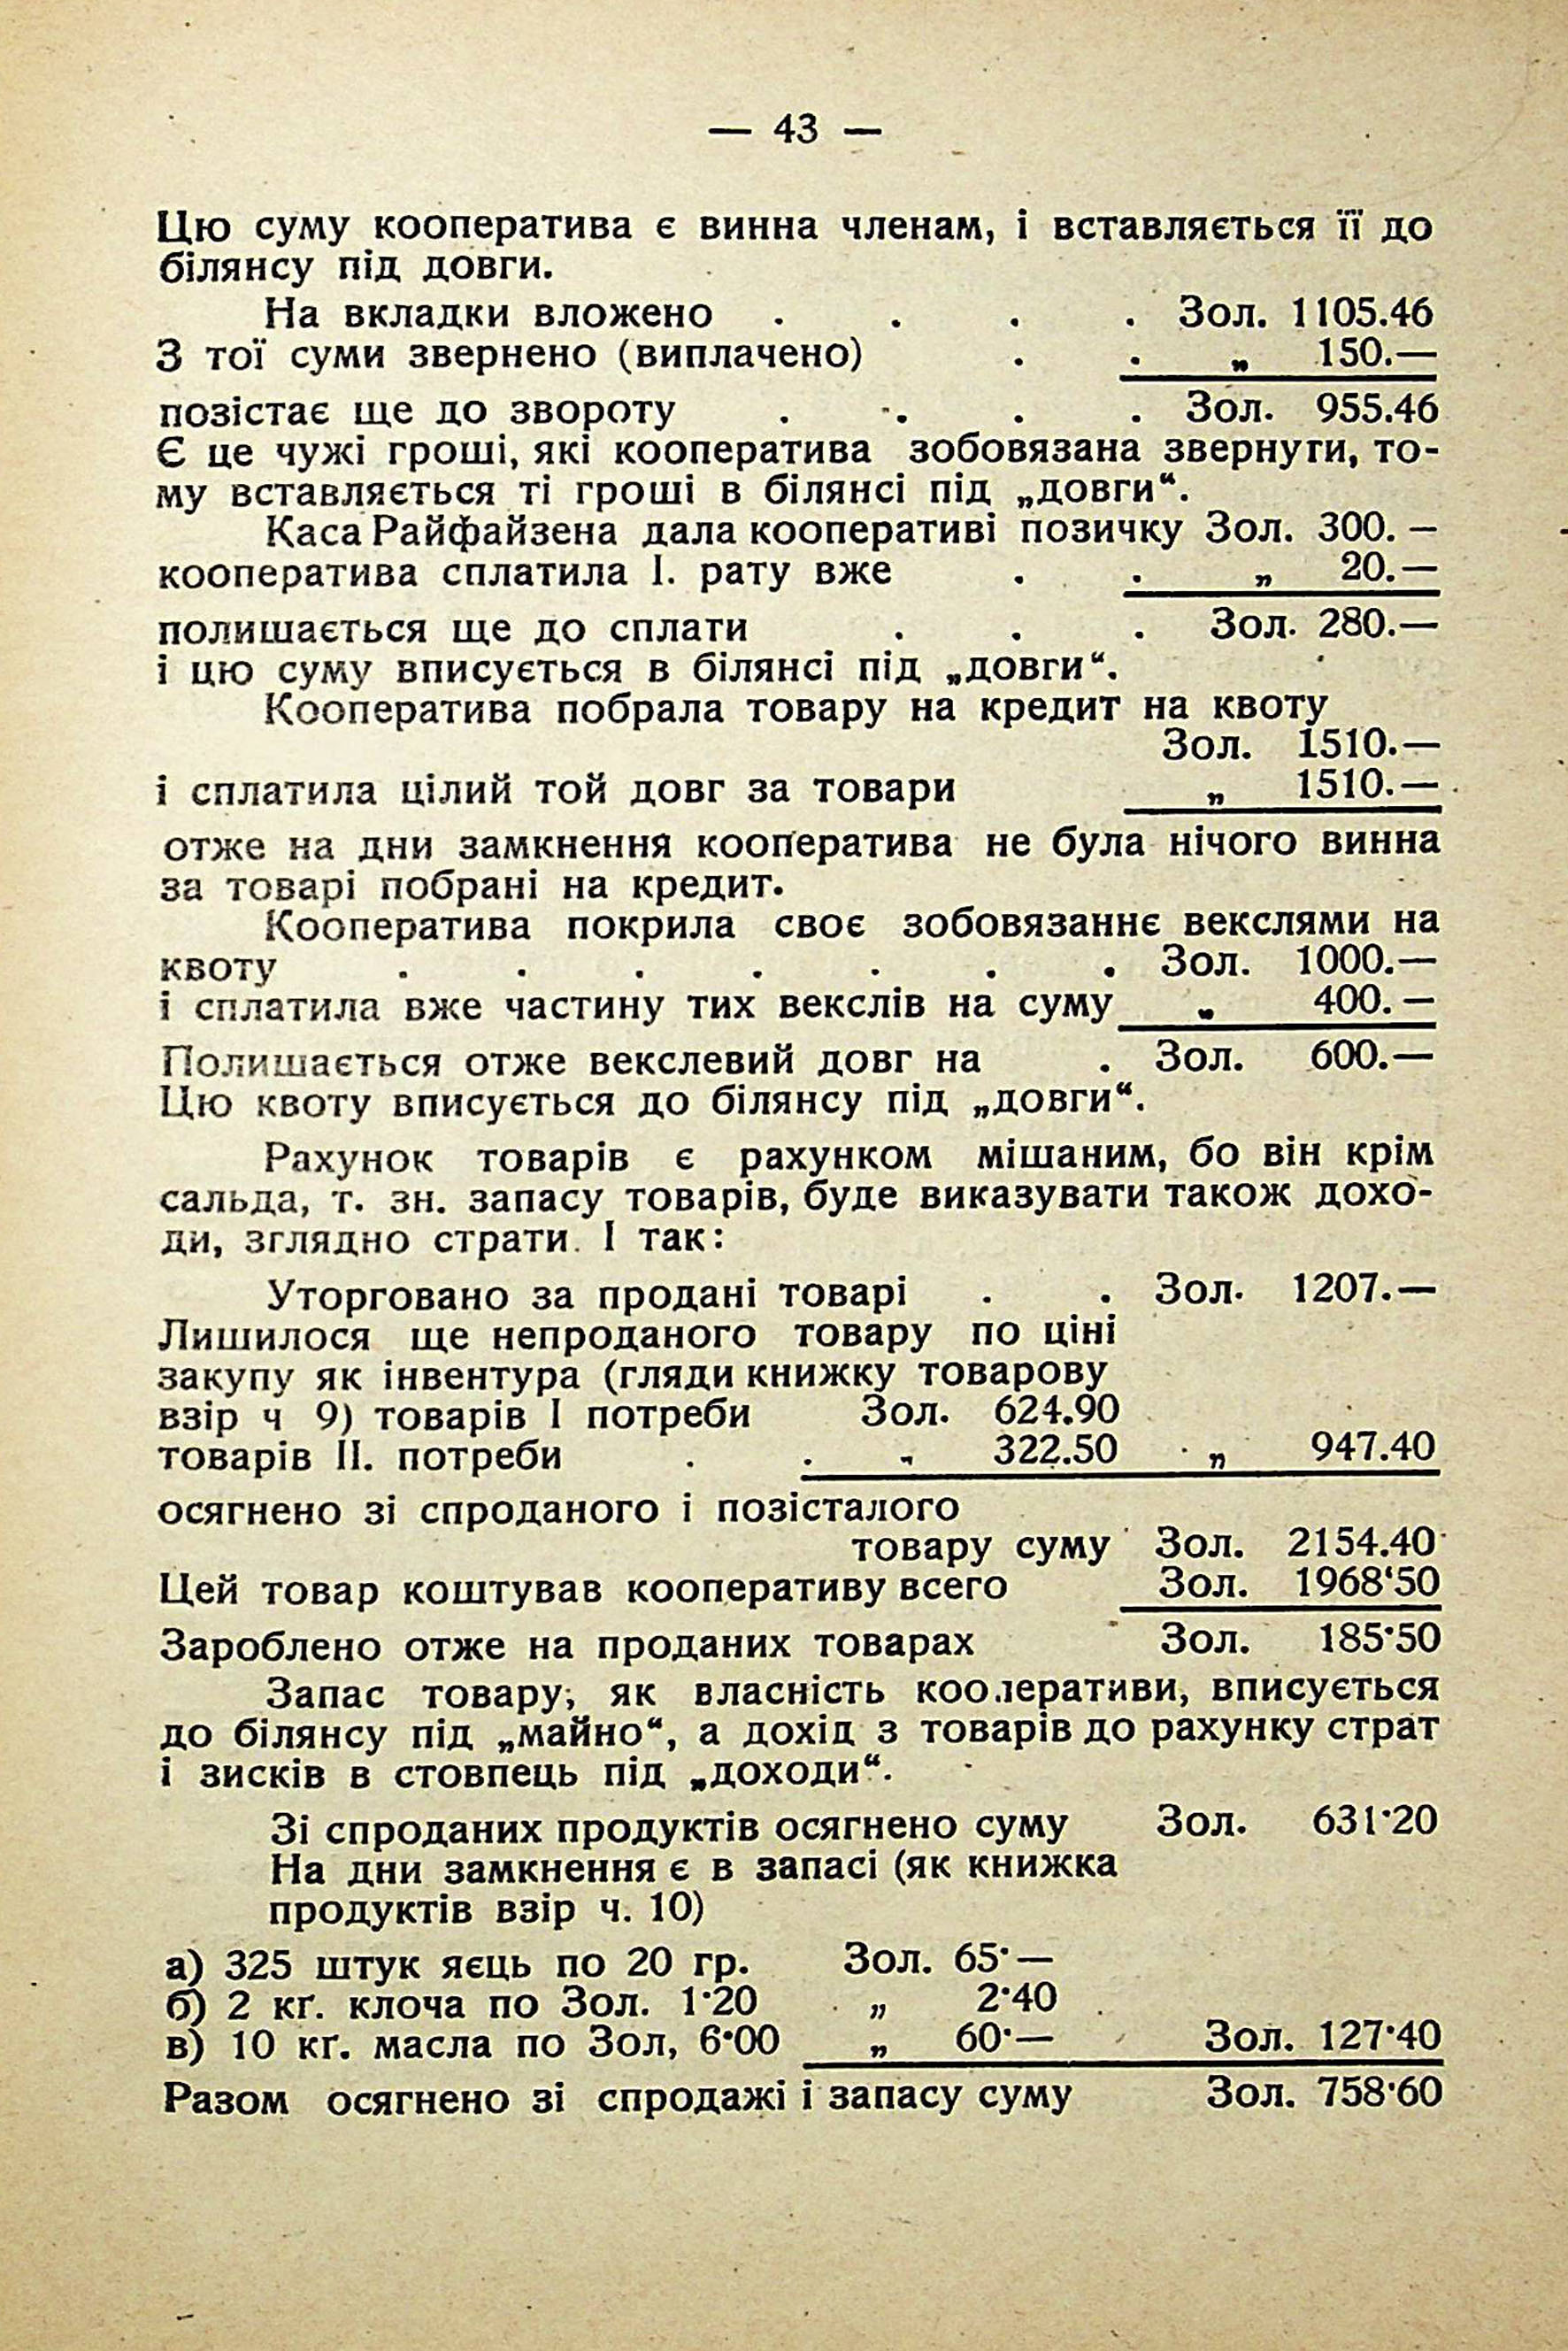 — 43 —
Цю суму кооператива є винна членам, і вставляється її до
білянсу під довги.
На вкладки вложено . . . . Зол. 1105.46
З тої суми звернено (виплачено) . . „ 150.—
позістає ще до звороту . . . . Зол. 955.46
Є це чужі гроші, які кооператива зобовязана звернути, то-
му вставляється ті гроші в білянсі під „довги“.
Каса Райфайзена дала кооперативі позичку Зол. 300.—
кооператива сплатила I. рату вже . . „ 20.—
полишається ще до сплати . . . Зол. 280.—
і цю суму вписується в білянсі під „довги“.
Кооператива побрала товару на кредит на квоту
Зол. 1510.—
і сплатила цілий той довг за товари „ 1510.—
отже на дни замкнення кооператива не була нічого винна
за товарі побрані на кредит.
Кооператива покрила своє зобовязаннє векслями на
квоту . . . . . . . Зол. 1000.—
і сплатила вже частину тих векслів на суму „ 400.—
Полишається отже векслевий довг на . Зол. 600.—
Цю квоту вписується до білянсу під „довги“.
Рахунок товарів є рахунком мішаним, бо він крім
сальда, т. зн. запасу товарів, буде виказувати також дохо-
ди, зглядно страти. І так:
Уторговано за продані товарі . . Зол. 1207.—
Лишилося ще непроданого товару по ціні
закупу як інвентура (гляди книжку товарову
взір ч 9) товарів I потреби Зол. 624.90
товарів II. потреби . . „ 322.50 „ 947.40
осягнено зі спроданого і позісталого
товару суму Зол. 2154.40
Цей товар коштував кооперативу всего Зол. 1968‘50
Зароблено отже на проданих товарах Зол. 185·50
Запас товару, як власність кооперативи, вписується
до білянсу під „майно“, а дохід з товарів до рахунку страт
і зисків в стовпець під „доходи“.
Зі спроданих продуктів осягнено суму Зол. 631·20
На дни замкнення є в запасі (як книжка
продуктів взір ч. 10)
а) 325 штук яєць по 20 гр. Зол. 65·—
б) 2 кґ. клоча по Зол. 1·20 „ 2·40
в) 10 кґ. масла по Зол, 6·00 „ 60·— Зол. 127·40
Разом осягнено зі спродажі і запасу суму Зол. 758·60